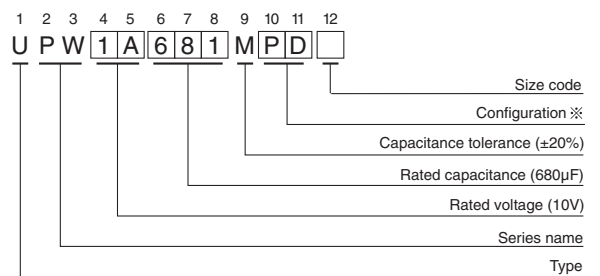 1 2 3 4 5 6 7 8 9 10 11 12
U P W 1 A 6 8 1 M P D
Size code
Configuration ※
Capacitance tolerance (±20%)
Rated capacitance (680μF)
Rated voltage (10V)
Series name
Type